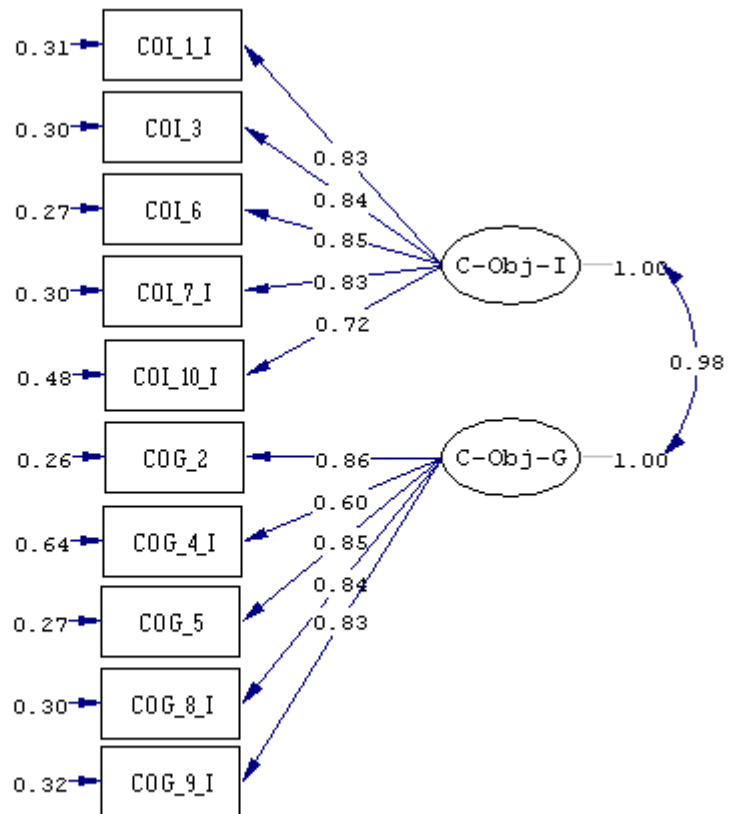 0.31 COI_1_I
0.30 COI_3
0.83
0.84
0.27 COI_6
0.85
C-Obj-I 1.00
0.30 COI_7_I
0.83
0.72
0.48 COI_10_I
0.98
0.26 COG_2
0.86
C-Obj-G 1.00
0.60
0.64 COG_4_I
0.85
0.84
0.27 COG_5
0.83
0.30 COG_8_I
0.32 COG_9_I